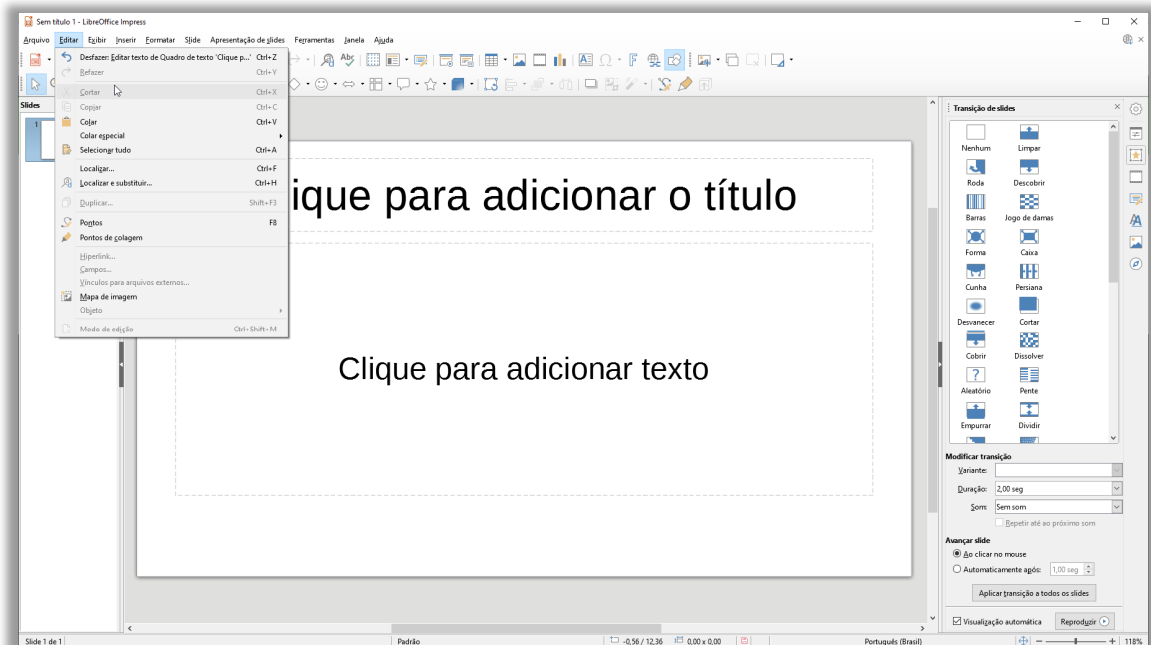 Sem título 1 - LibreOffice Impress
Arquivo Editar Exibir Inserir Formatar Slide Apresentação de slides Ferramentas Janela Ajuda
Desfazer: Editar texto de Quadro de texto 'Clique p...' Ctrl+Z
Refazer Ctrl+Y
Cortar Ctrl+X
Copiar Ctrl+C
Colar Ctrl+V
Colar especial
Selecionar tudo Ctrl+A
Localizar... Ctrl+F
Localizar e substituir... Ctrl+H
Duplicar... Shift+F3
Pontos F8
Pontos de colagem
Hiperlink...
Campos...
Vínculos para arquivos externos...
Mapa de imagem
Objeto
Modo de edição Ctrl+Shift+M
Slides
1
ique para adicionar o título
Clique para adicionar texto
Transição de slides
Nenhum Limpar
Roda Descobrir
Barras Jogo de damas
Forma Caixa
Cunha Persiana
Desvanecer Cortar
Cobrir Dissolver
Aleatório Pente
Empurrar Dividir
Modificar transição
Variante:
Duração: 2,00 seg
Som: Sem som
Repetir até ao próximo som
Avançar slide
Ao clicar no mouse
Automaticamente após: 1,00 seg
Aplicar transição a todos os slides
Visualização automática Reproduzir
Slide 1 de 1 Padrão -0,56 / 12,36 0,00 x 0,00 Português (Brasil) 118%